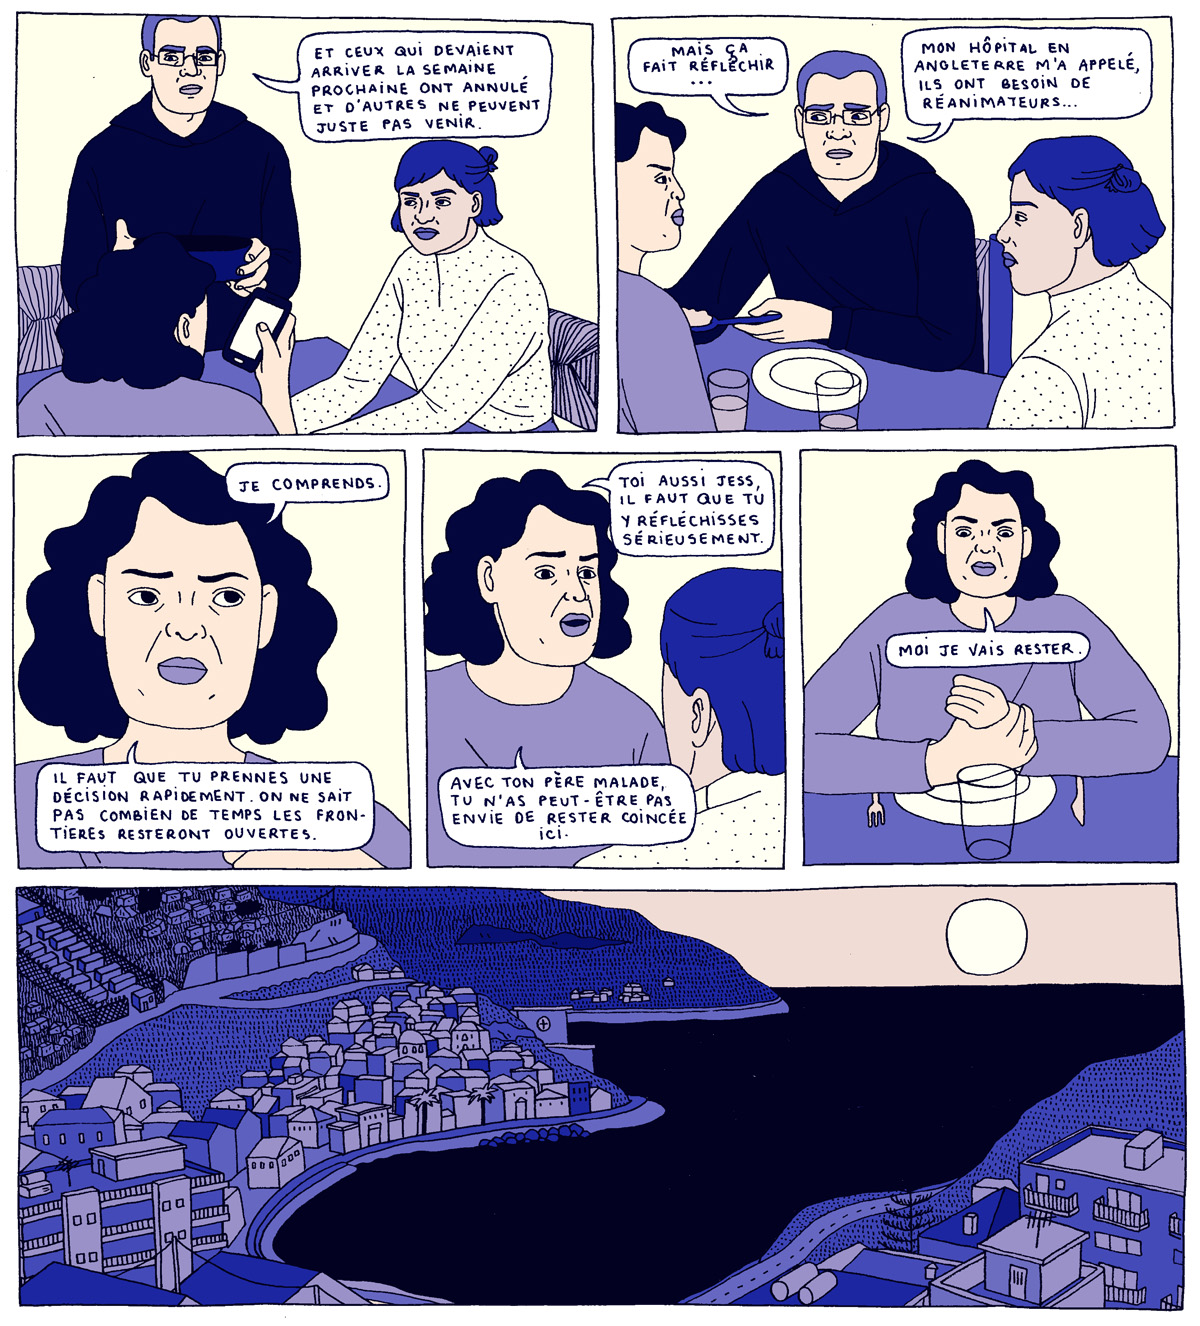 ET CEUX QUI DEVAIENT
ARRIVER LA SEMAINE
PROCHAINE ONT ANNULÉ
ET D'AUTRES NE PEUVENT
JUSTE PAS VENIR.
MAIS ÇA
FAIT RÉFLÉCHIR
...
MON HÔPITAL EN
ANGLETERRE M'A APPELÉ,
ILS ONT BESOIN DE
RÉANIMATEURS...
JE COMPRENDS.
IL FAUT QUE TU PRENNES UNE
DÉCISION RAPIDEMENT. ON NE SAIT
PAS COMBIEN DE TEMPS LES FRON-
TIERES RESTERONT OUVERTES.
TOI AUSSI JESS,
IL FAUT QUE TU
Y RÉFLÉCHISSES
SÉRIEUSEMENT.
AVEC TON PÈRE MALADE,
TU N'AS PEUT-ÊTRE PAS
ENVIE DE RESTER COINCÉE
ICI.
MOI JE VAIS RESTER.